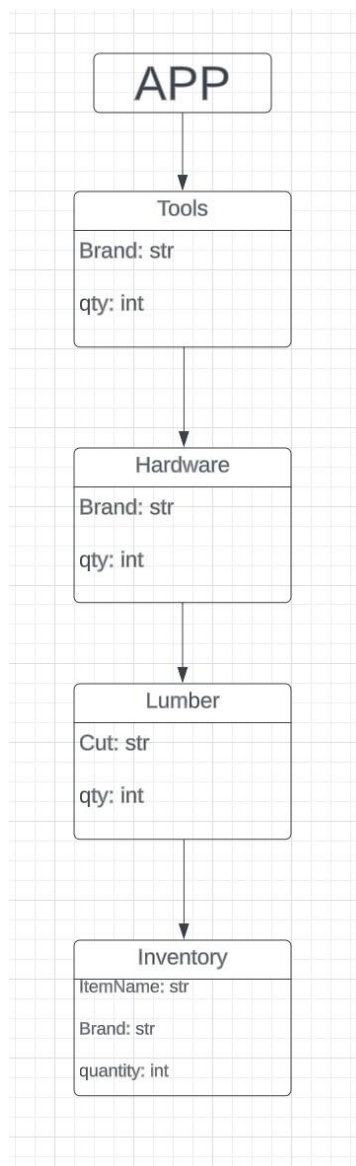 APP
Tools
Brand: str
qty: int
Hardware
Brand: str
qty: int
Lumber
Cut: str
qty: int
Inventory
ItemName: str
Brand: str
quantity: int